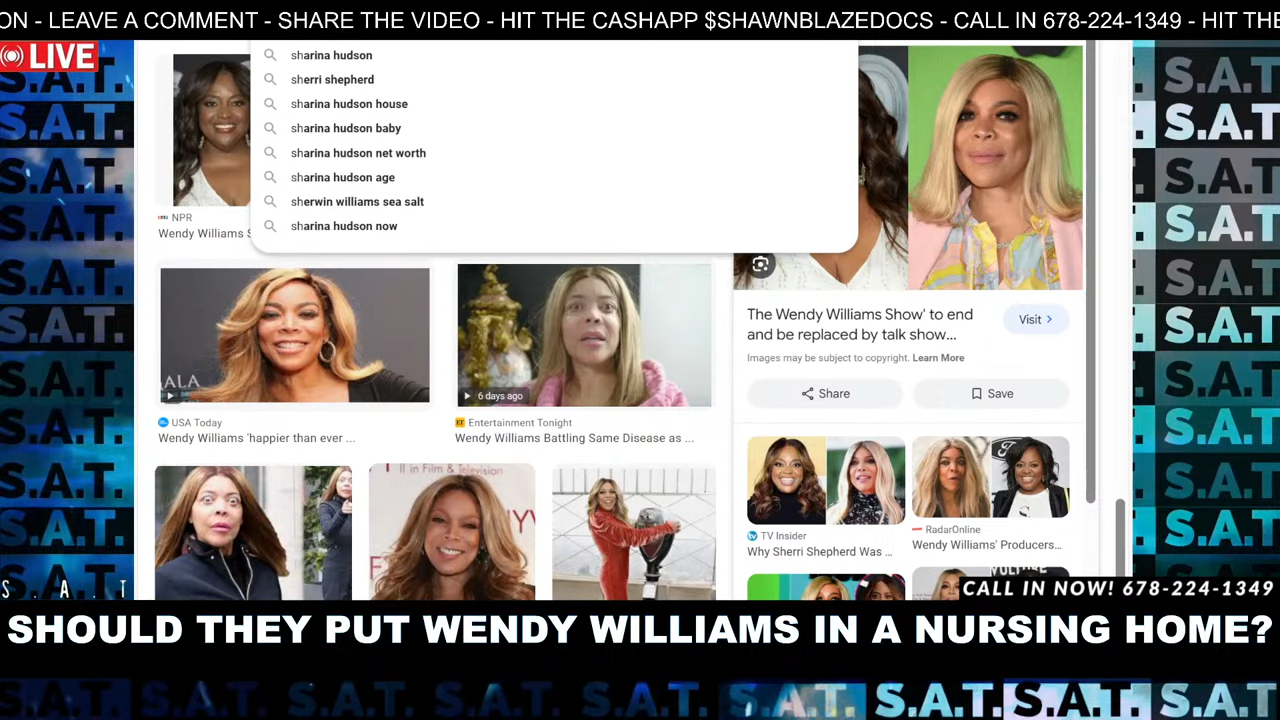 ON - LEAVE A COMMENT - SHARE THE VIDEO - HIT THE CASHAPP $SHAWNBLAZEDOCS - CALL IN 678-224-1349 - HIT THE
LIVE
sharina hudson
sherri shepherd
sharina hudson house
sharina hudson baby
sharina hudson net worth
sharina hudson age
sherwin williams sea salt
sharina hudson now
NPR
Wendy Williams S
The Wendy Williams Show' to end
and be replaced by talk show...
Visit
Images may be subject to copyright. Learn More
Share
Save
ALA
6 days ago
USA Today
Wendy Williams 'happier than ever ...
Entertainment Tonight
Wendy Williams Battling Same Disease as ...
ll in Film & Television
TV Insider
Why Sherri Shepherd Was ...
RadarOnline
Wendy Williams' Producers...
S.A.T.
S.A.T.
S.A.T.
S.A.T.
S.A.T.
S.A.T.
S.A.T.
S.A.T.
S.A.T.
S.A.T.
S. A. T
CALL IN NOW! 678-224-1349
SHOULD THEY PUT WENDY WILLIAMS IN A NURSING HOME?
S.A.T. S.A.T. S.A.T. S.A.T. S.A.T. S.A.T. S.A.T. S.A.T